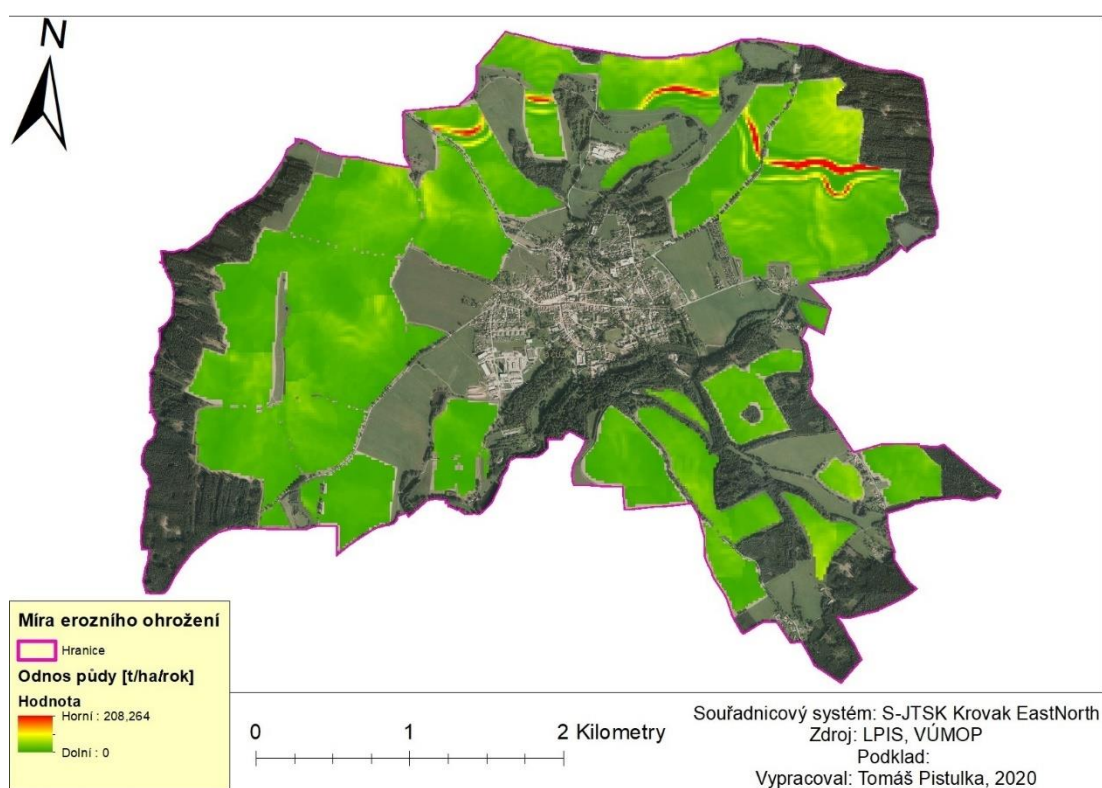 N
Míra erozního ohrožení
Hranice
Odnos půdy [t/ha/rok]
Hodnota
Horní : 208,264
Dolní : 0
0 1 2 Kilometry
Souřadnicový systém: S-JTSK Krovak EastNorth
Zdroj: LPIS, VÚMOP
Podklad:
Vypracoval: Tomáš Pistulka, 2020